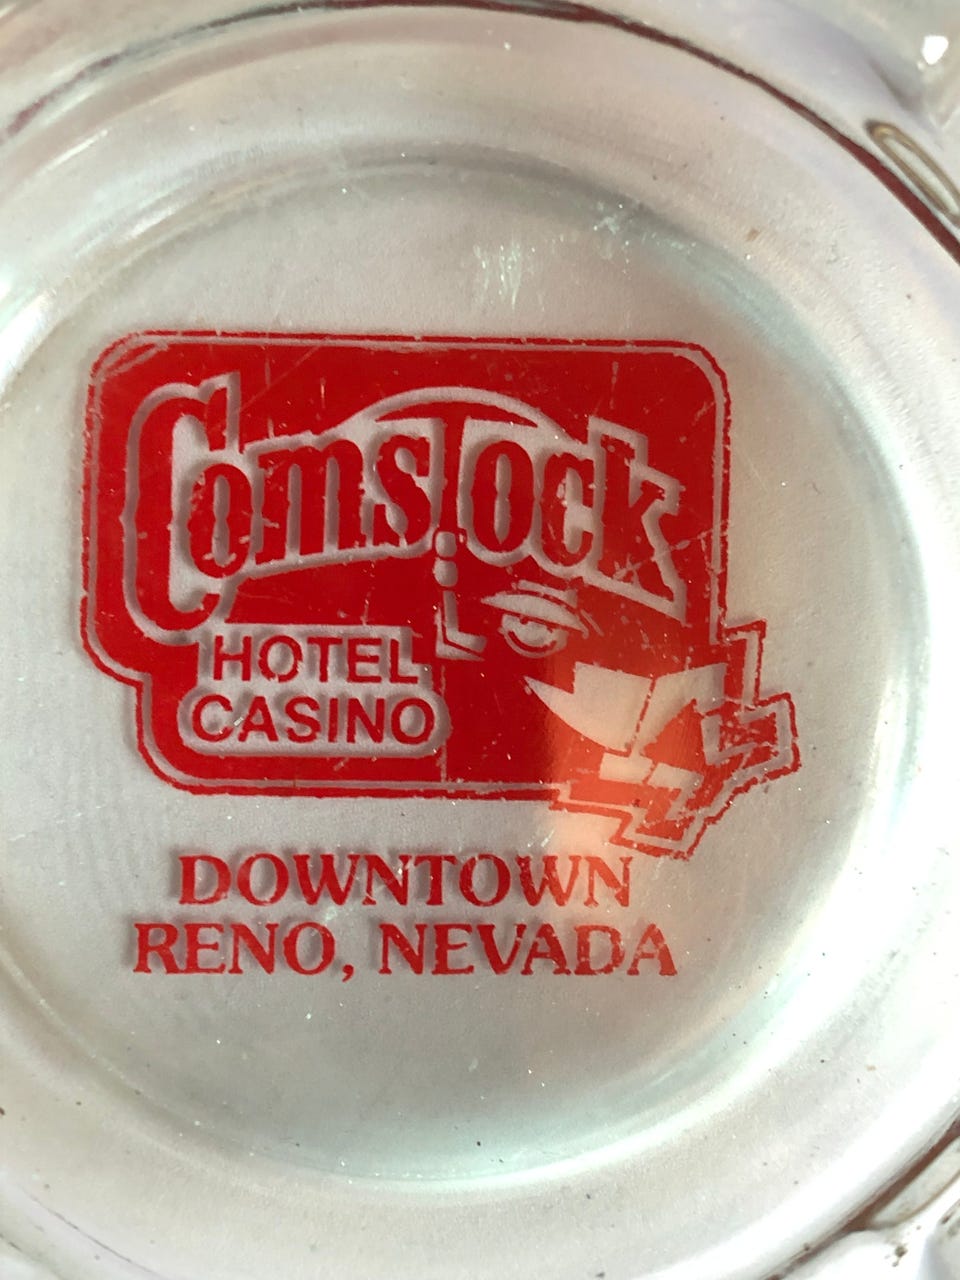 Comstock
HOTEL
CASINO
DOWNTOWN
RENO, NEVADA